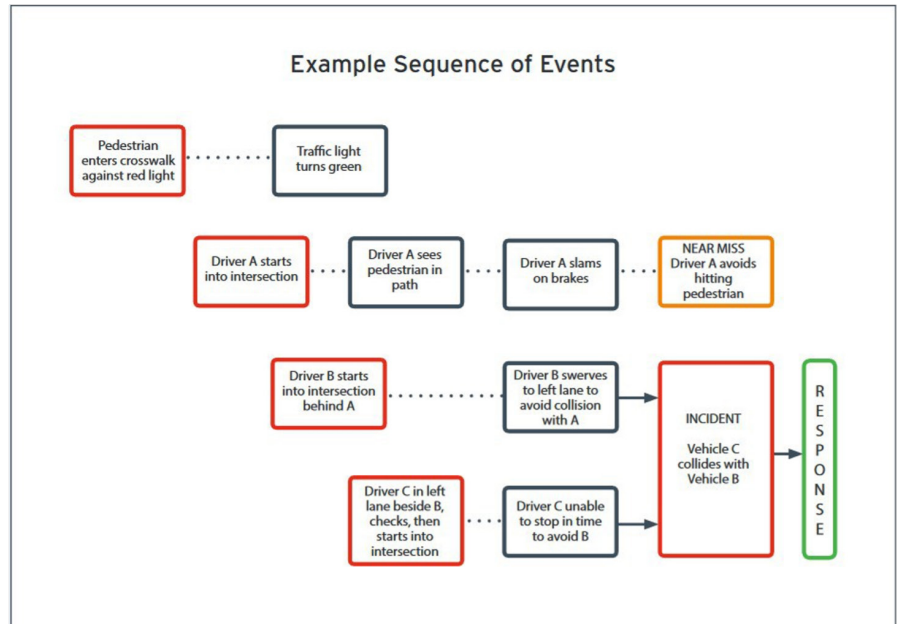 Example Sequence of Events
Pedestrian
enters crosswalk
against red light
Traffic light
turns green
Driver A starts
into intersection
Driver A sees
pedestrian in
path
Driver A slams
on brakes
NEAR MISS
Driver A avoids
hitting
pedestrian
Driver B starts
into intersection
behind A
Driver B swerves
to left lane to
avoid collision
with A
Driver C in left
lane beside B,
checks, then
starts into
intersection
Driver C unable
to stop in time
to avoid B
INCIDENT
Vehicle C
collides with
Vehicle B
RESPONSE